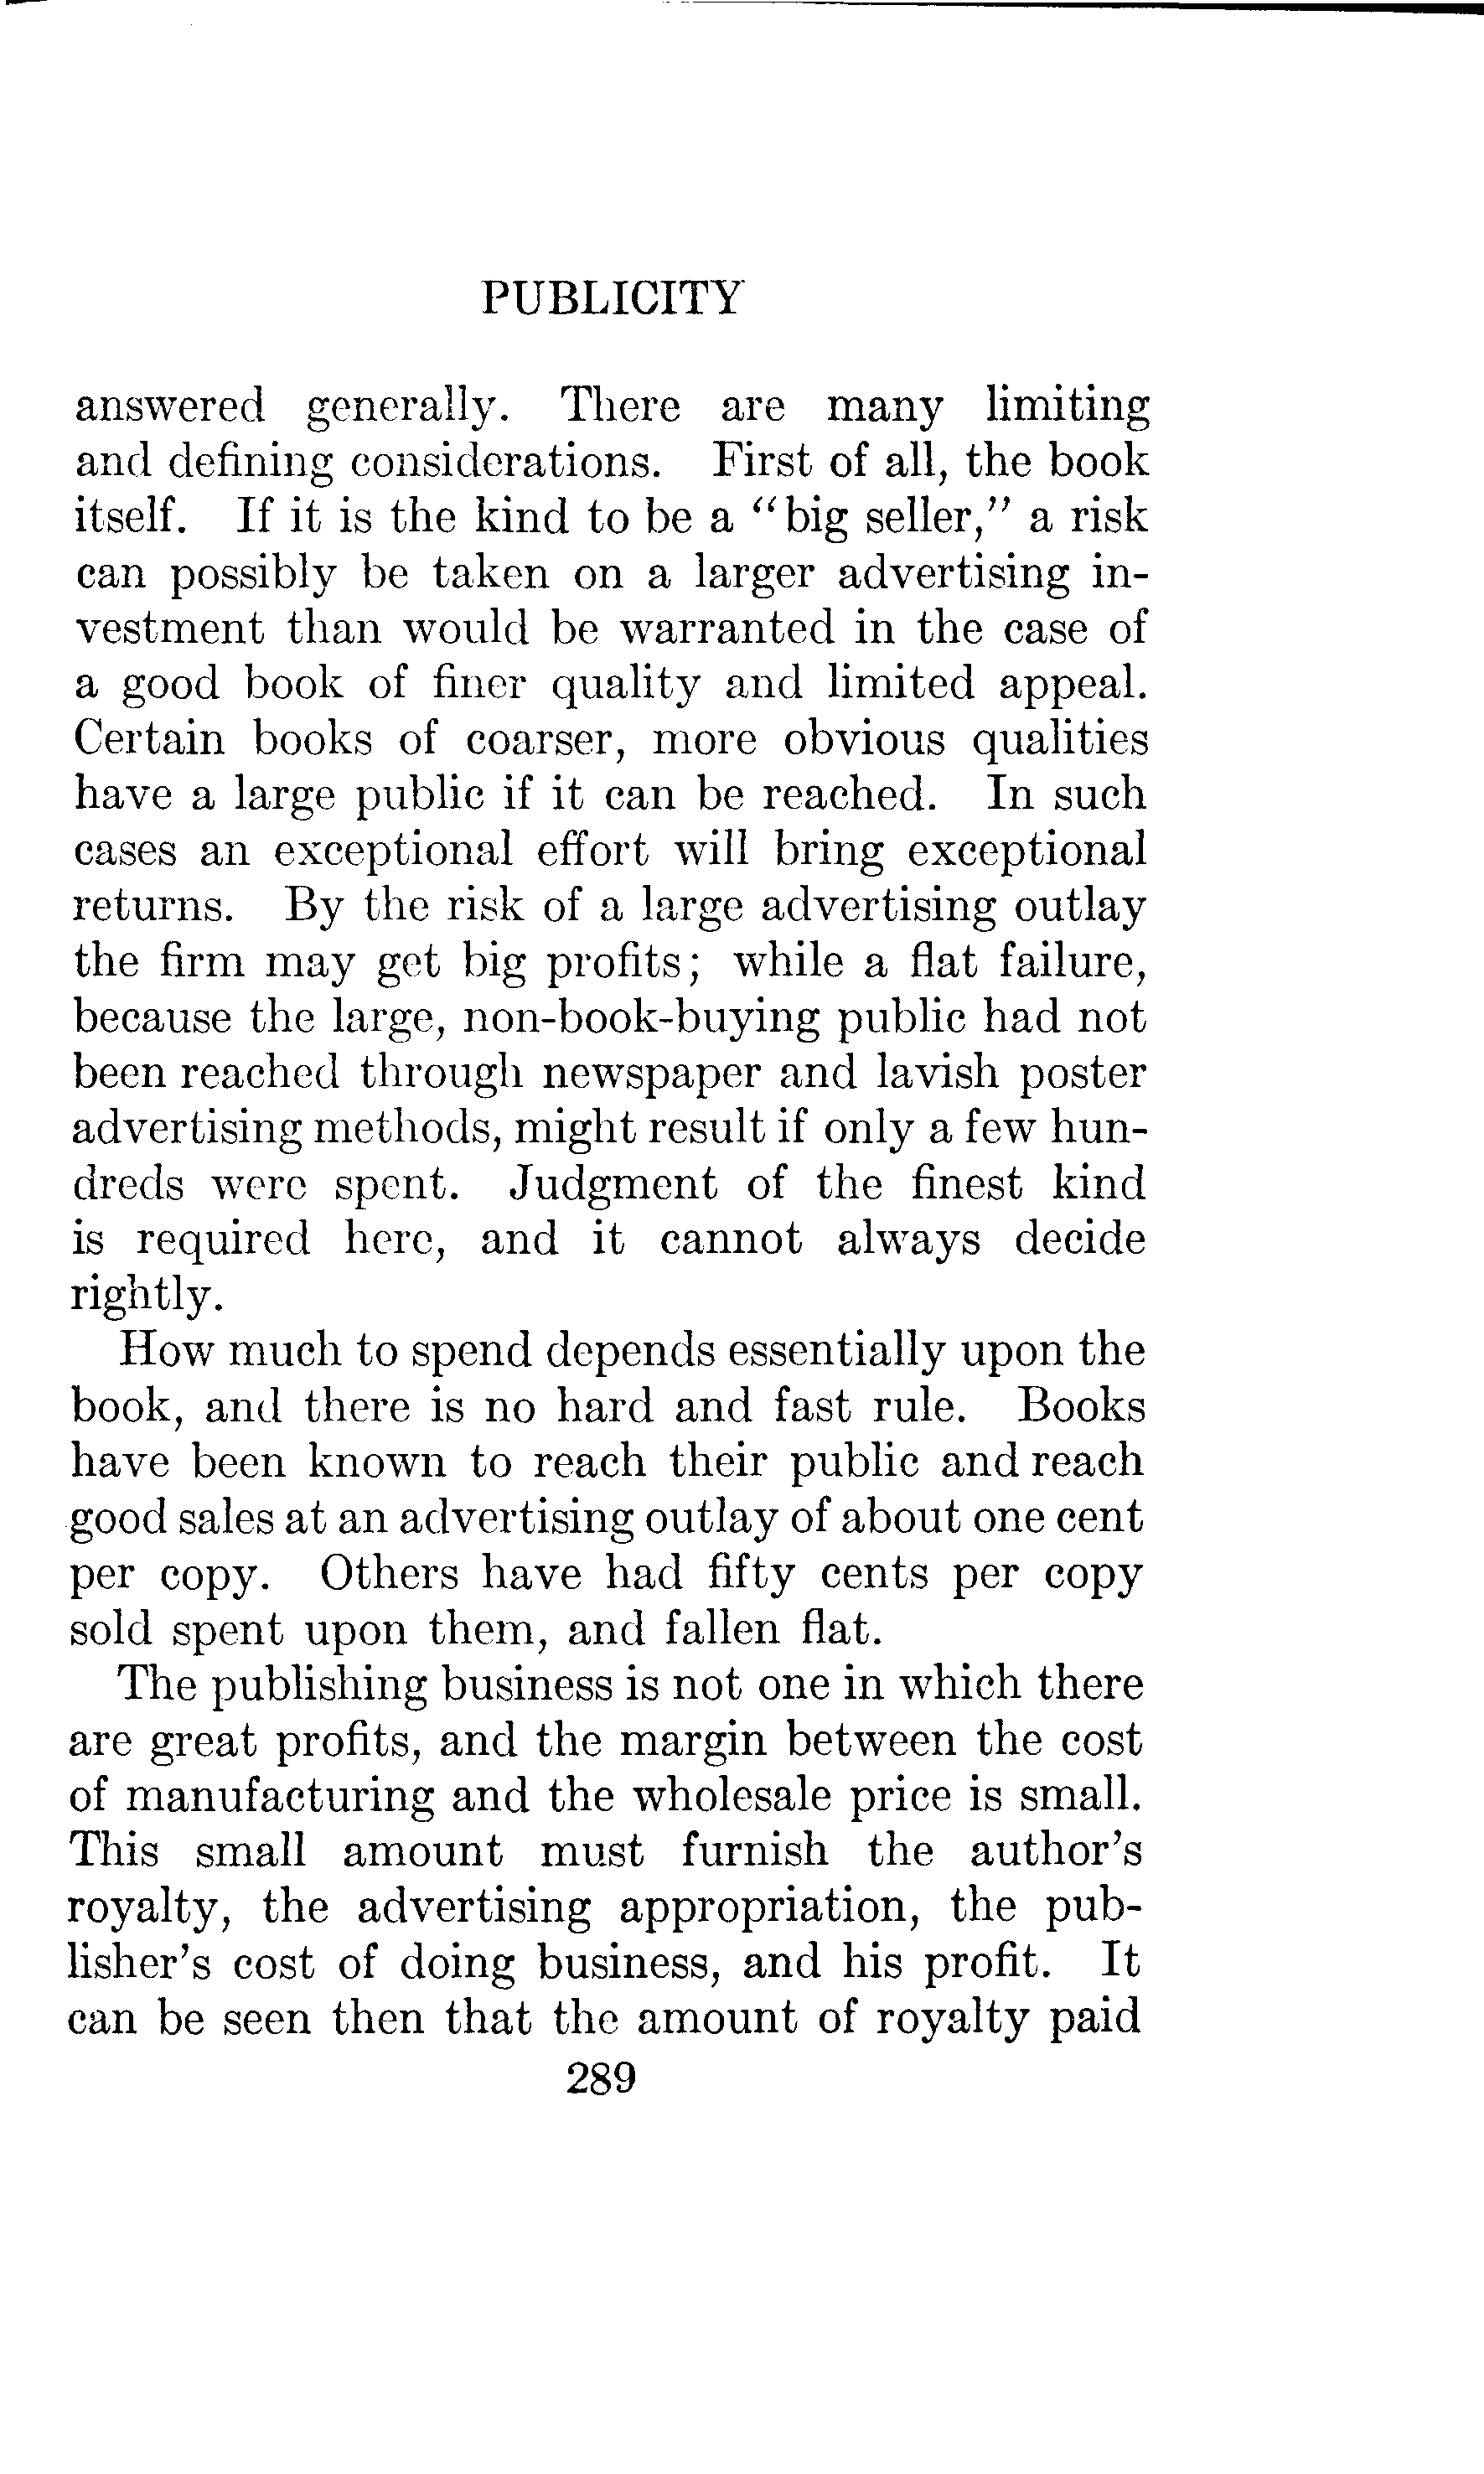 PUBLICITY
answered generally. There are many limiting
and defining considerations. First of all, the book
itself. If it is the kind to be a "big seller," a risk
can possibly be taken on a larger advertising in-
vestment than would be warranted in the case of
a good book of finer quality and limited appeal.
Certain books of coarser, more obvious qualities
have a large public if it can be reached. In such
cases an exceptional effort will bring exceptional
returns. By the risk of a large advertising outlay
the firm may get big profits; while a flat failure,
because the large, non-book-buying public had not
been reached through newspaper and lavish poster
advertising methods, might result if only a few hun-
dreds were spent. Judgment of the finest kind
is required here, and it cannot always decide
rightly.
How much to spend depends essentially upon the
book, and there is no hard and fast rule. Books
have been known to reach their public and reach
good sales at an advertising outlay of about one cent
per copy. Others have had fifty cents per copy
sold spent upon them, and fallen flat.
The publishing business is not one in which there
are great profits, and the margin between the cost
of manufacturing and the wholesale price is small.
This small amount must furnish the author's
royalty, the advertising appropriation, the pub-
lisher's cost of doing business, and his profit. It
can be seen then that the amount of royalty paid
289